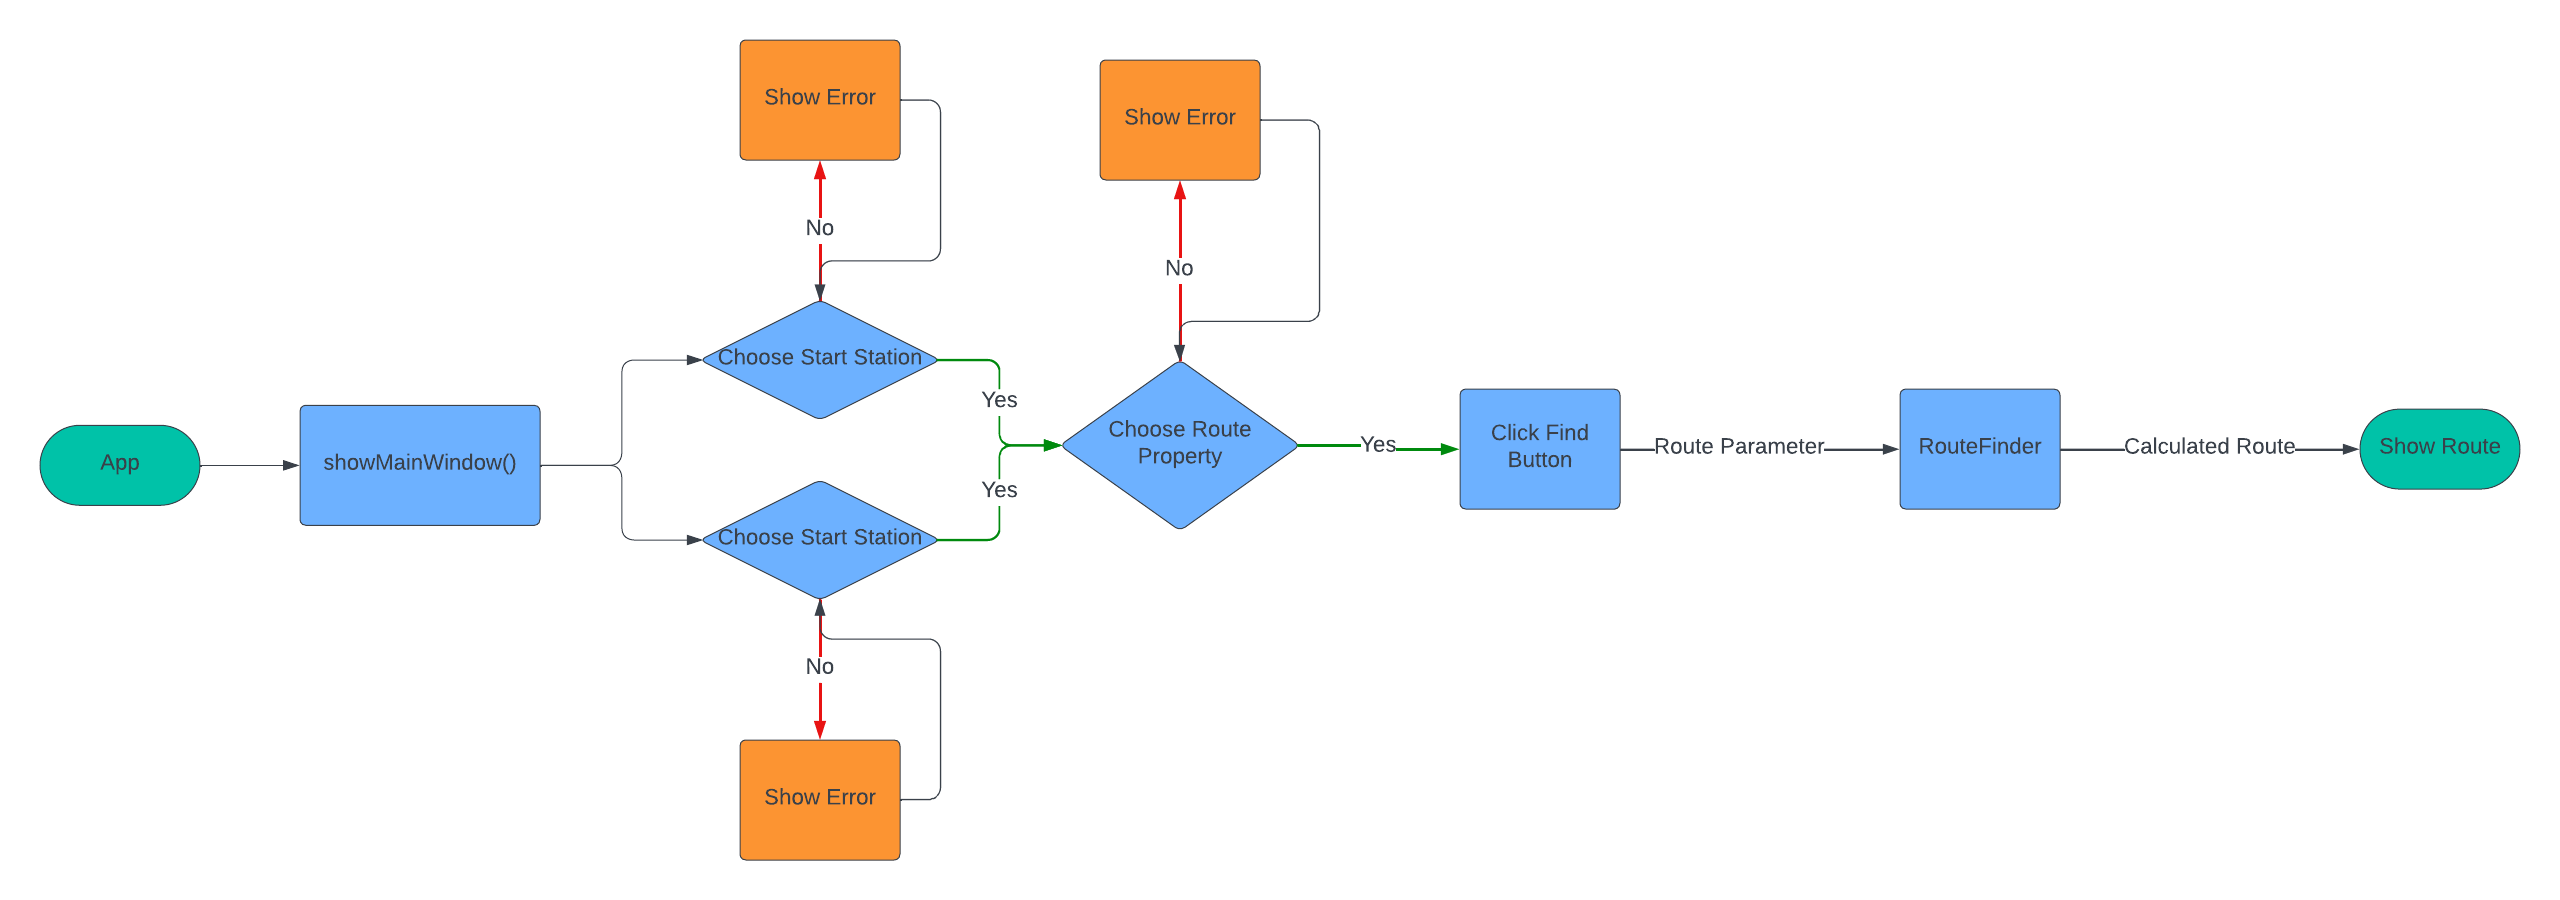 Show Error
Show Error
No
No
Choose Start Station
Yes
App
showMainWindow()
Choose Route
Property
Yes
Click Find
Button
Route Parameter
RouteFinder
Calculated Route
Show Route
Yes
Choose Start Station
No
Show Error